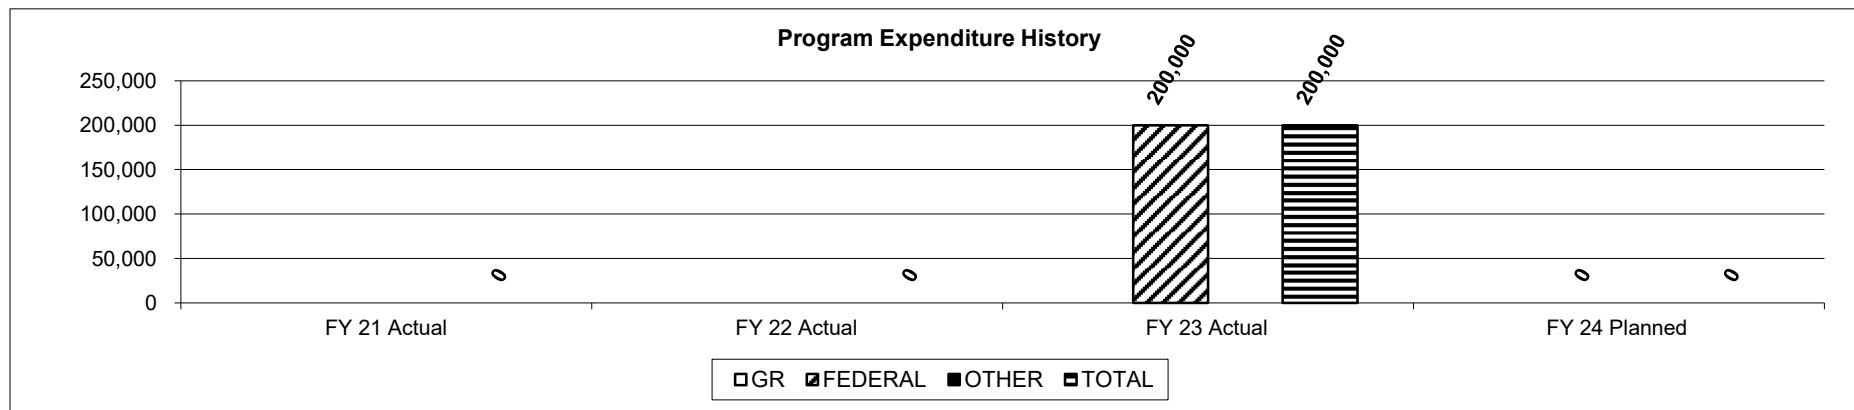 Program Expenditure History
250,000
200,000
150,000
100,000
50,000
0
0
0
200,000
200,000
0
0
FY 21 Actual
FY 22 Actual
FY 23 Actual
FY 24 Planned
GR FEDERAL OTHER TOTAL